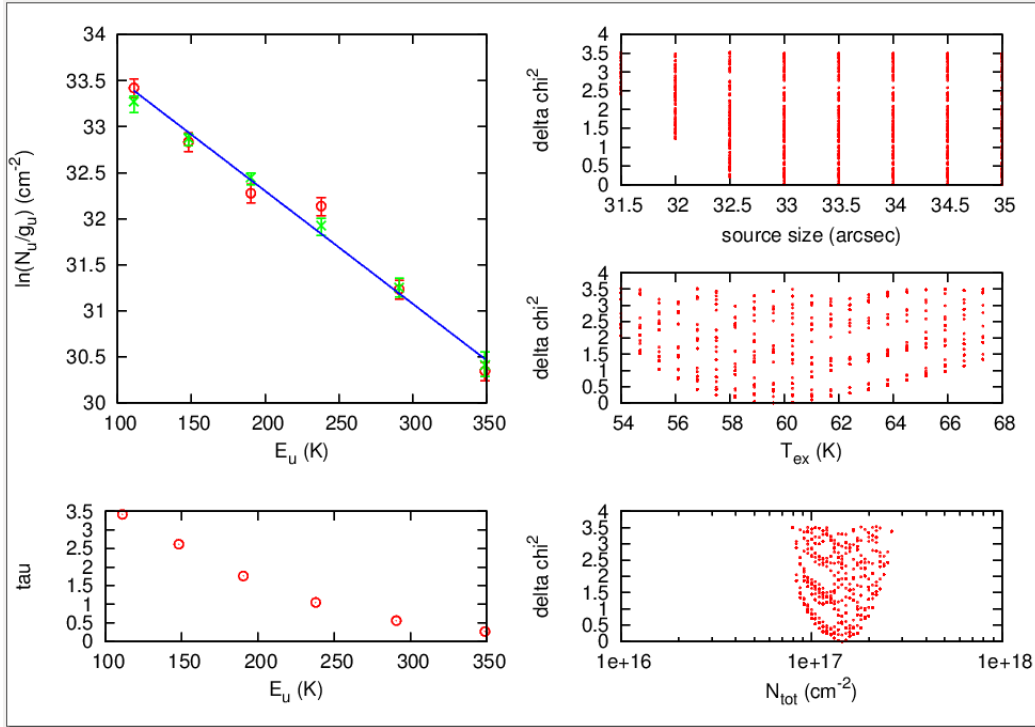 34
33.5
33
32.5
32
31.5
31
30.5
30
ln(N_u/g_u) (cm^-2)
100 150 200 250 300 350
E_u (K)
4
3.5
3
2.5
2
1.5
1
0.5
0
delta chi^2
31.5 32 32.5 33 33.5 34 34.5 35
source size (arcsec)
4
3.5
3
2.5
2
1.5
1
0.5
0
delta chi^2
54 56 58 60 62 64 66 68
T_ex (K)
3.5
3
2.5
2
1.5
1
0.5
0
tau
100 150 200 250 300 350
E_u (K)
4
3.5
3
2.5
2
1.5
1
0.5
0
delta chi^2
1e+16 1e+17 1e+18
N_tot (cm^-2)